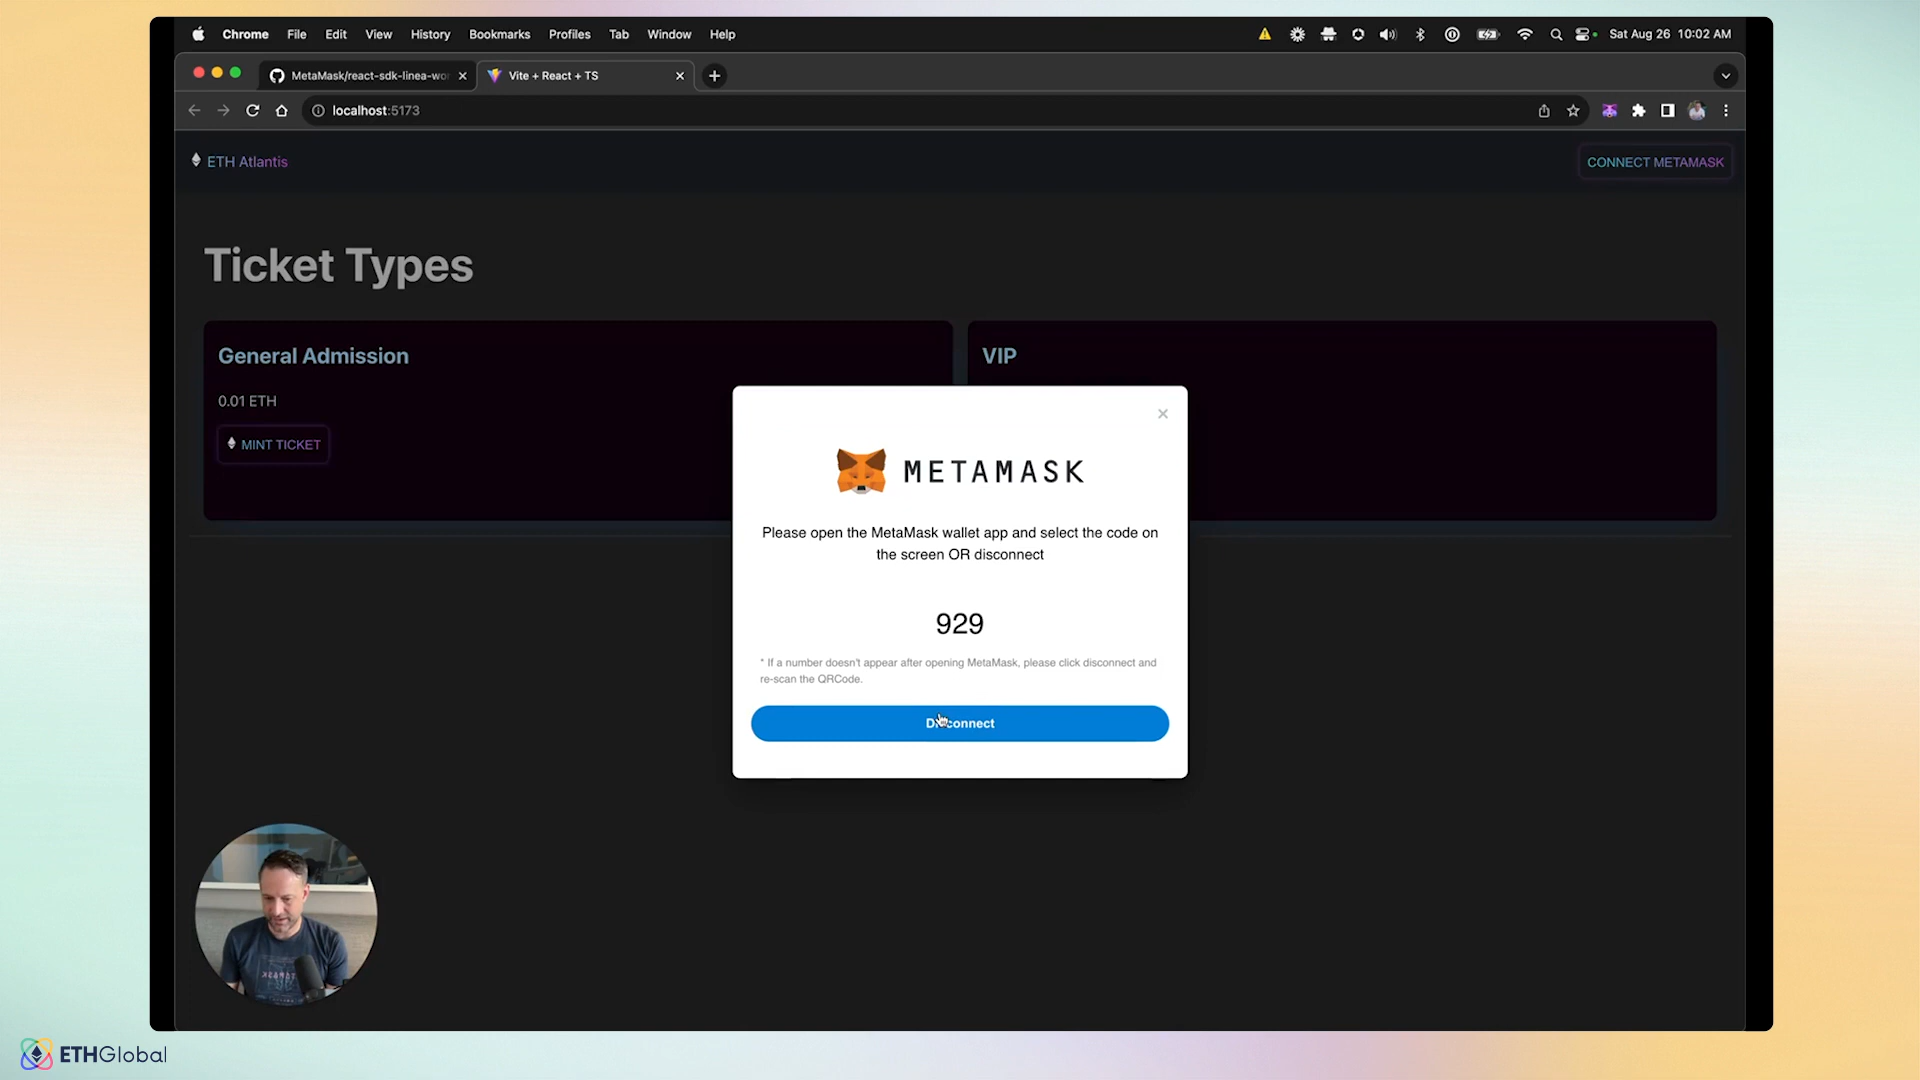 Chrome File Edit View History Bookmarks Profiles Tab Window Help Sat Aug 26 10:02 AM
MetaMask/react-sdk-linea-wor Vite + React + TS
localhost:5173
ETH Atlantis CONNECT METAMASK
Ticket Types
General Admission VIP
0.01 ETH
MINT TICKET
METAMASK
Please open the MetaMask wallet app and select the code on
the screen OR disconnect
929
* If a number doesn't appear after opening MetaMask, please click disconnect and
re-scan the QRCode.
Disconnect
ETHGlobal